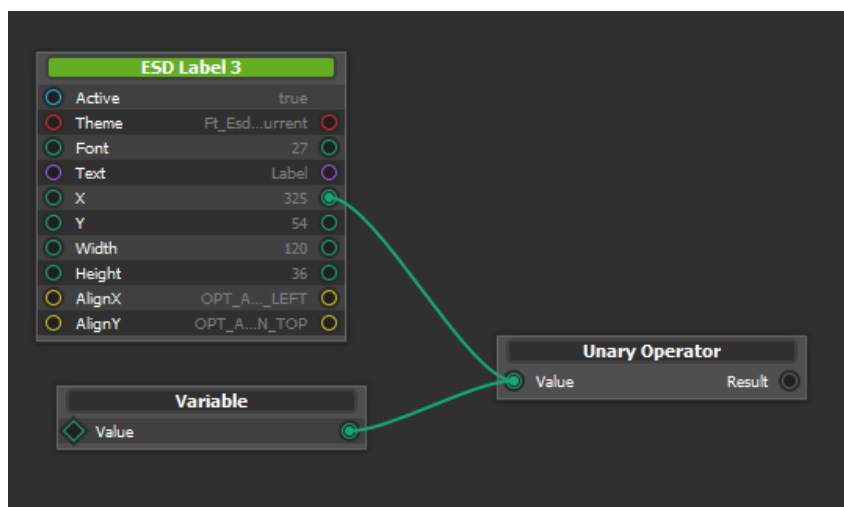 ESD Label 3
Active true
Theme Ft_Esd...urrent
Font 27
Text Label
X 325
Y 54
Width 120
Height 36
AlignX OPT_A..._LEFT
AlignY OPT_A...N_TOP
Unary Operator
Value Result
Variable
Value